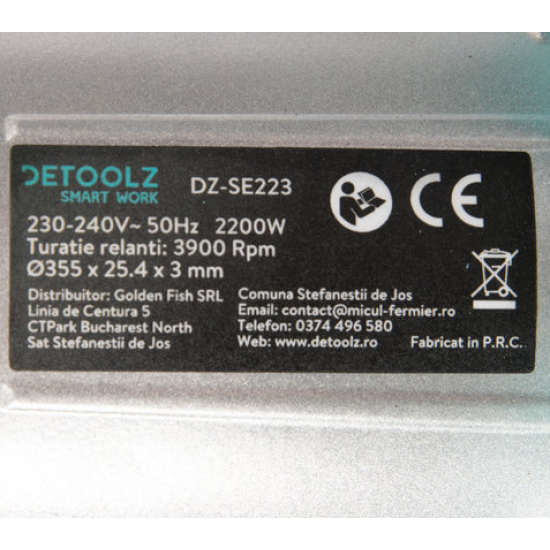 DETOOLZ
SMART WORK
DZ-SE223
CE
230-240V~ 50Hz 2200W
Turatie relanti: 3900 Rpm
Ø355 x 25.4 x 3 mm
Distribuitor: Golden Fish SRL
Linia de Centura 5
CTPark Bucharest North
Sat Stefanestii de Jos
Comuna Stefanestii de Jos
Email: contact@micul-fermier.ro
Telefon: 0374 496 580
Web: www.detoolz.ro
Fabricat in P.R.C.